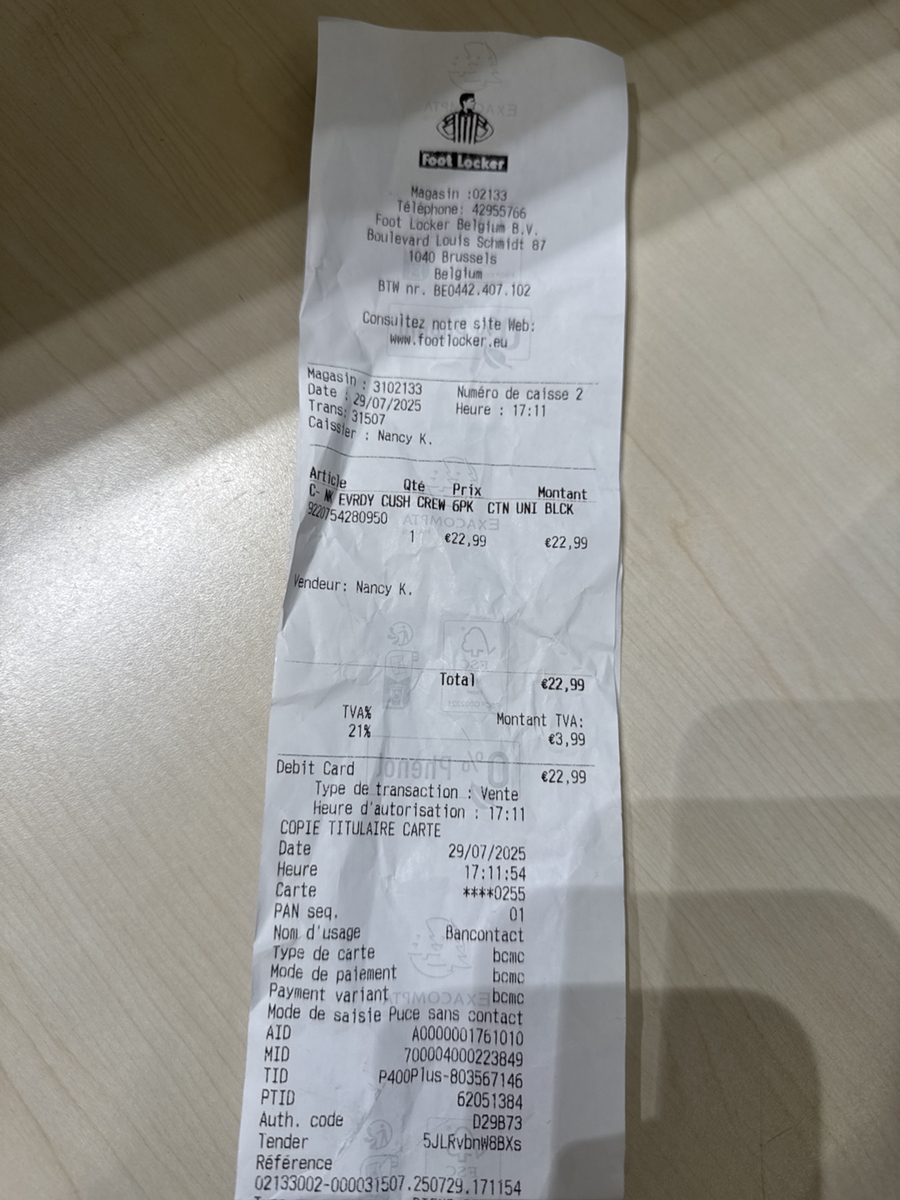 Foot Locker
Magasin :02133
Téléphone: 42955766
Foot Locker Belgium B.V.
Boulevard Louis Schmidt 87
1040 Brussels
Belgium
BTW nr. BE0442.407.102
Consultez notre site Web:
www.footlocker.eu
Magasin : 3102133 Numéro de caisse 2
Date : 29/07/2025 Heure : 17:11
Trans: 31507
Caissier : Nancy K.
Article Qté Prix Montant
C- NK EVRDY CUSH CREW 6PK CTN UNI BLCK
9220754280950
1 €22,99 €22,99
Vendeur: Nancy K.
Total €22,99
TVA% Montant TVA:
21% €3,99
Debit Card €22,99
Type de transaction : Vente
Heure d'autorisation : 17:11
COPIE TITULAIRE CARTE
Date 29/07/2025
Heure 17:11:54
Carte ****0255
PAN seq. 01
Nom d'usage Bancontact
Type de carte bcmc
Mode de paiement bcmc
Payment variant bcmc
Mode de saisie Puce sans contact
AID A0000001761010
MID 700004000223849
TID P400Plus-803567146
PTID 62051384
Auth. code D29B73
Tender 5JLRvbnW8BXs
Référence
02133002-000031507.250729.171154